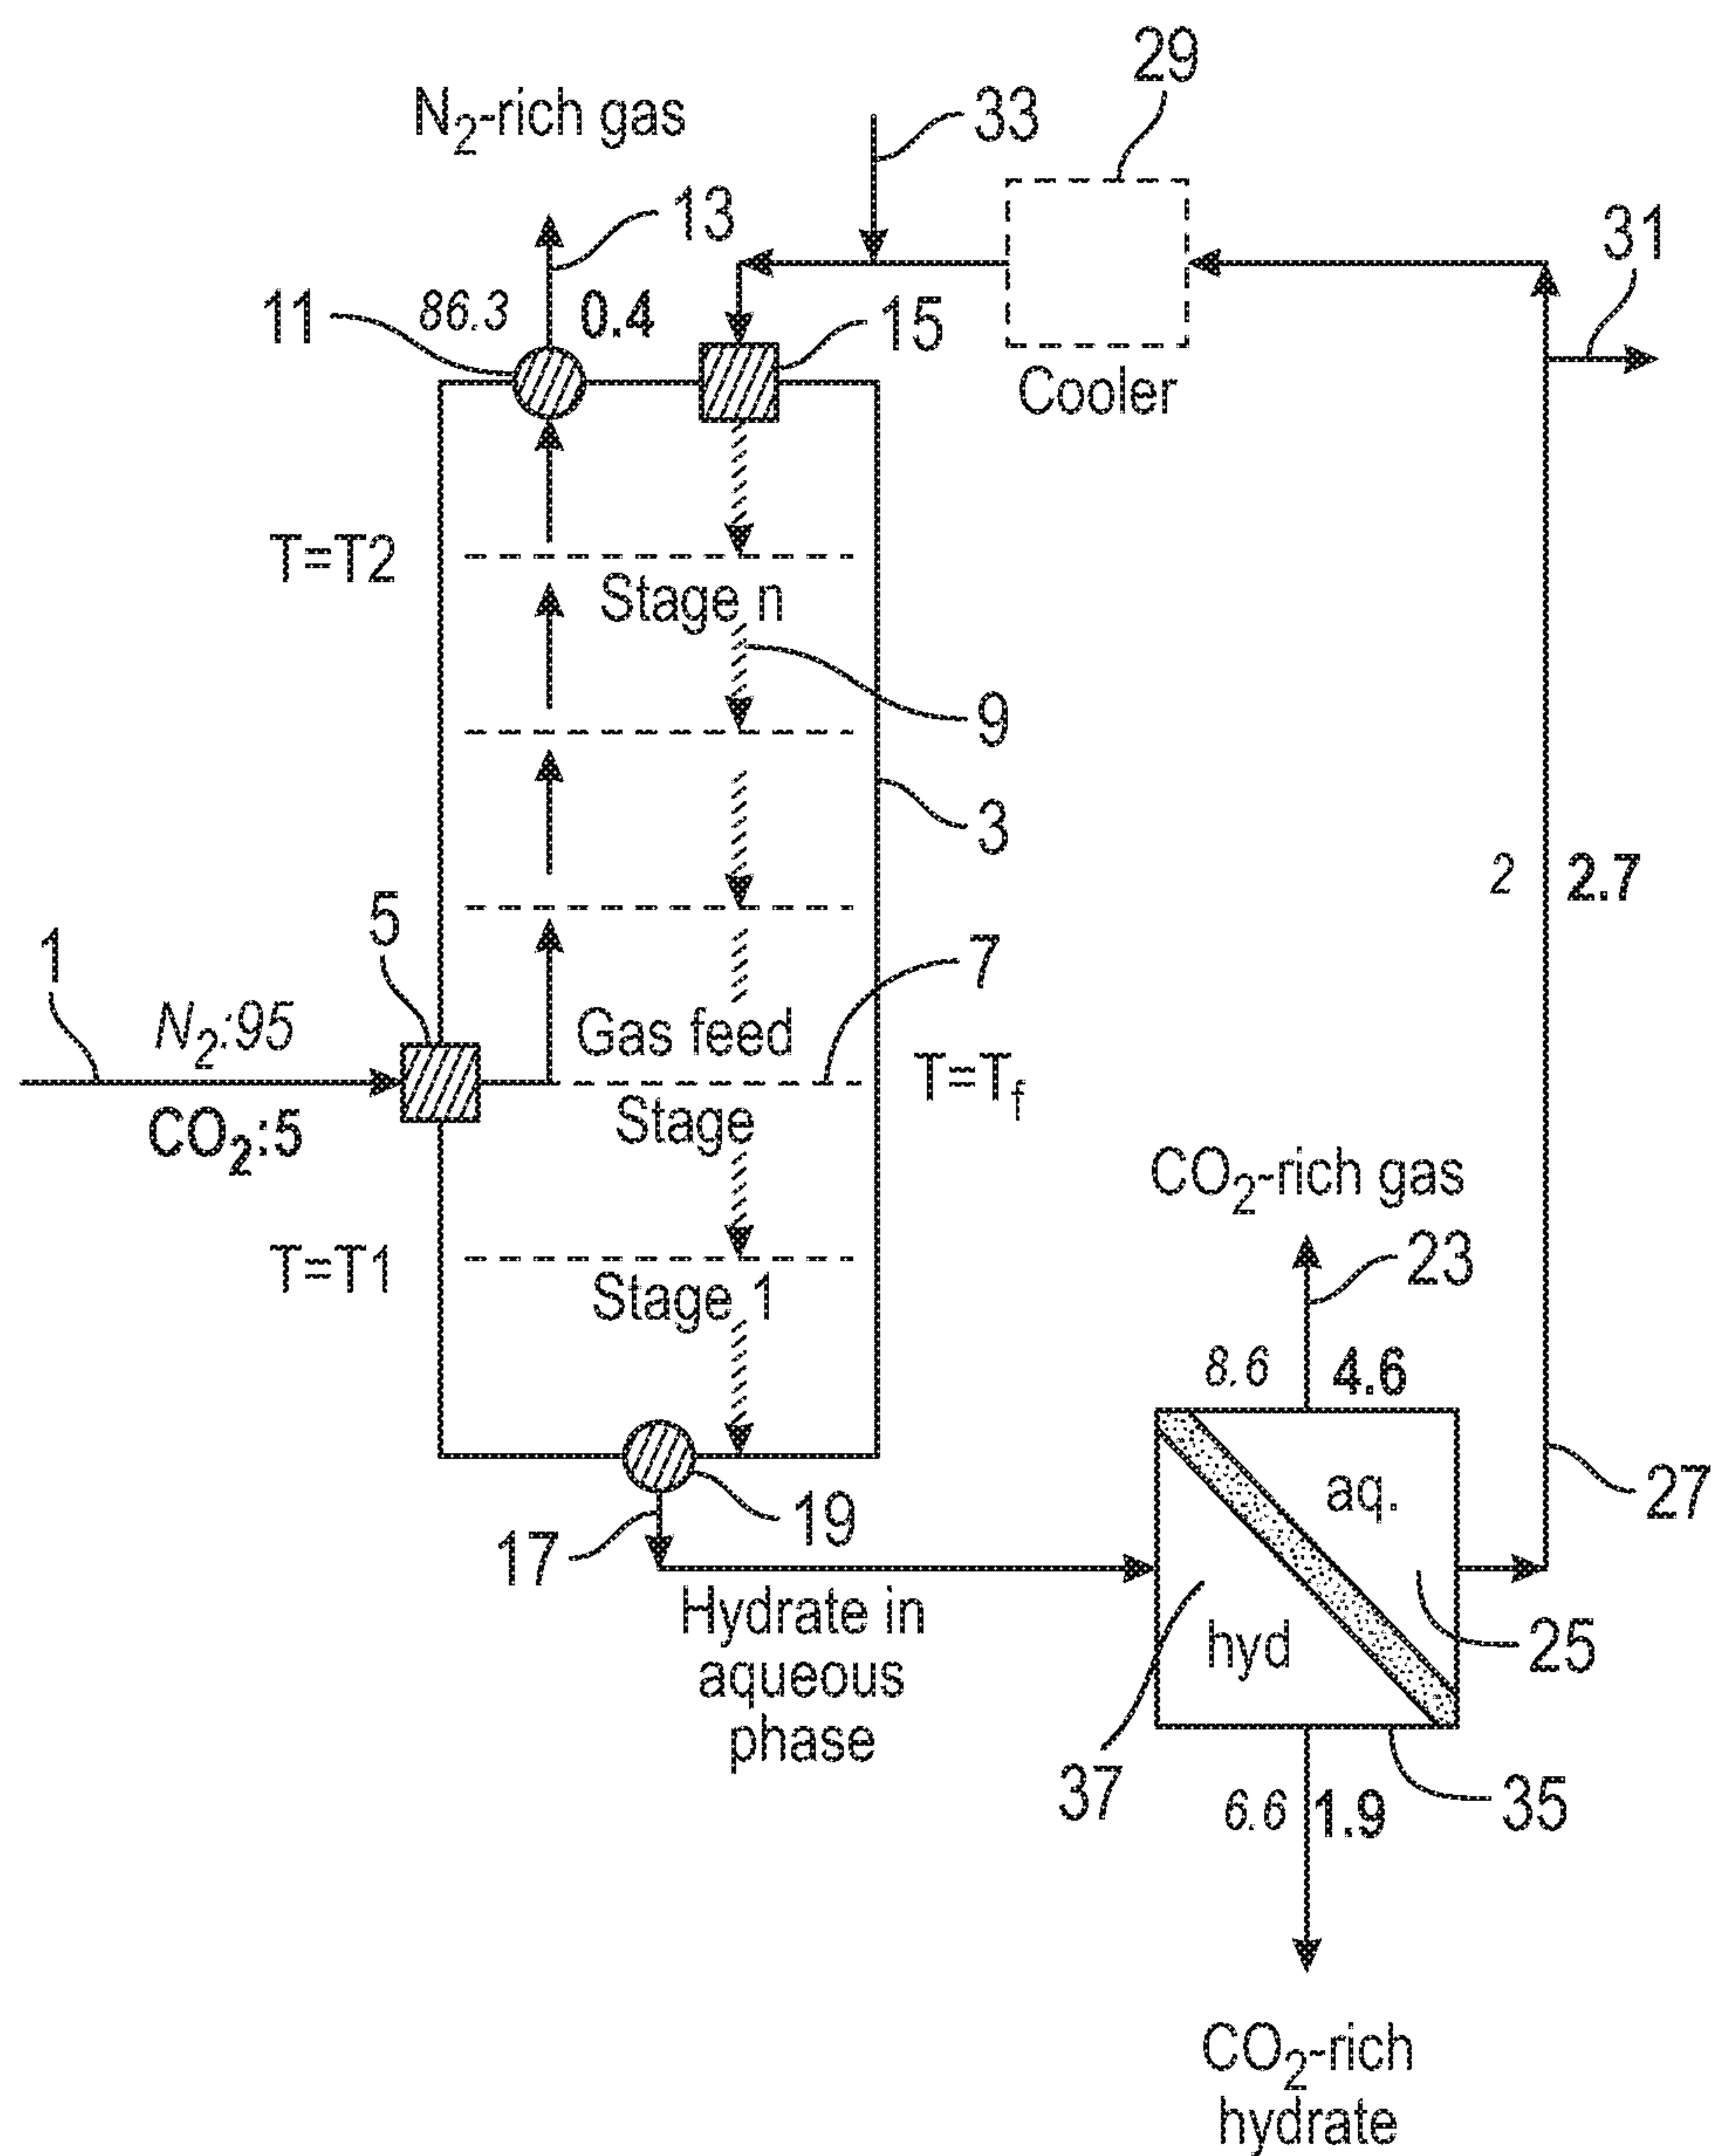 29
N2-rich gas
33
13
31
11
86.3
0.4
15
Cooler
T=T2
Stage n
9
3
5
2
2.7
1
7
N2:95
Gas feed
T=Tf
CO2:5
Stage
CO2-rich gas
23
T=T1
Stage 1
8.6
4.6
aq.
27
19
17
Hydrate in
aqueous
phase
hyd
25
37
6.6
1.9
35
CO2-rich
hydrate